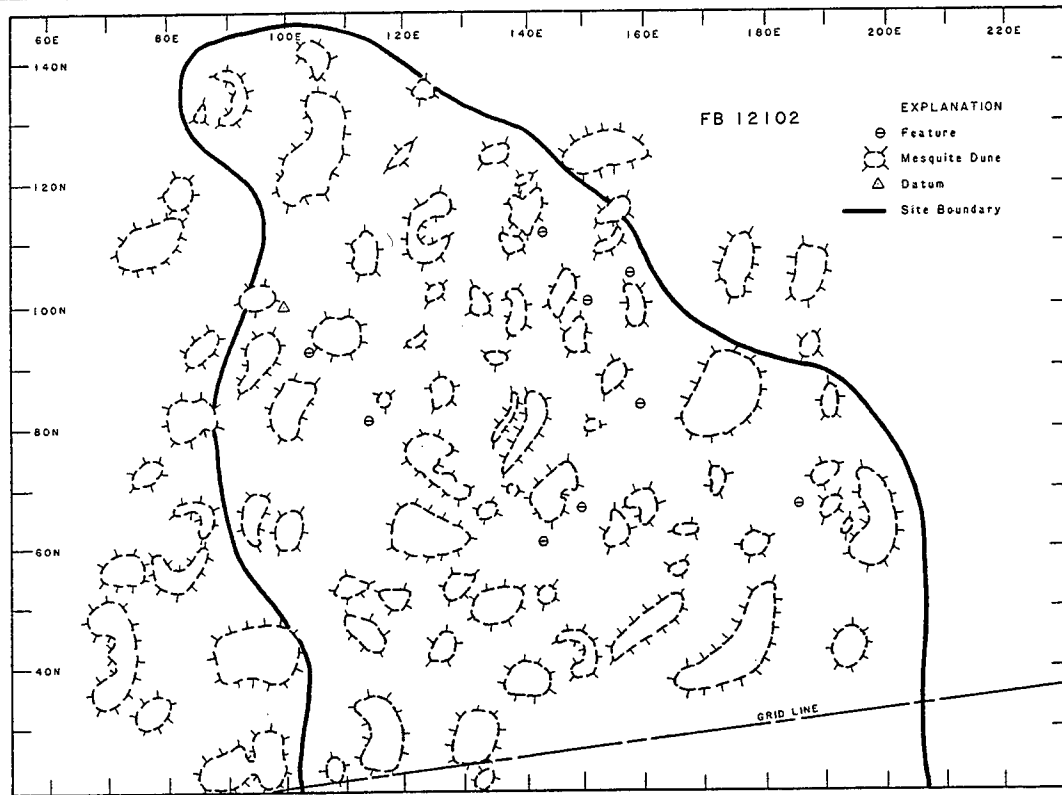 60E 80E 100E 120E 140E 160E 180E 200E 220E
140N
FB 12102
EXPLANATION
Feature
Mesquite Dune
Datum
Site Boundary
120N
100N
80N
60N
40N
GRID LINE